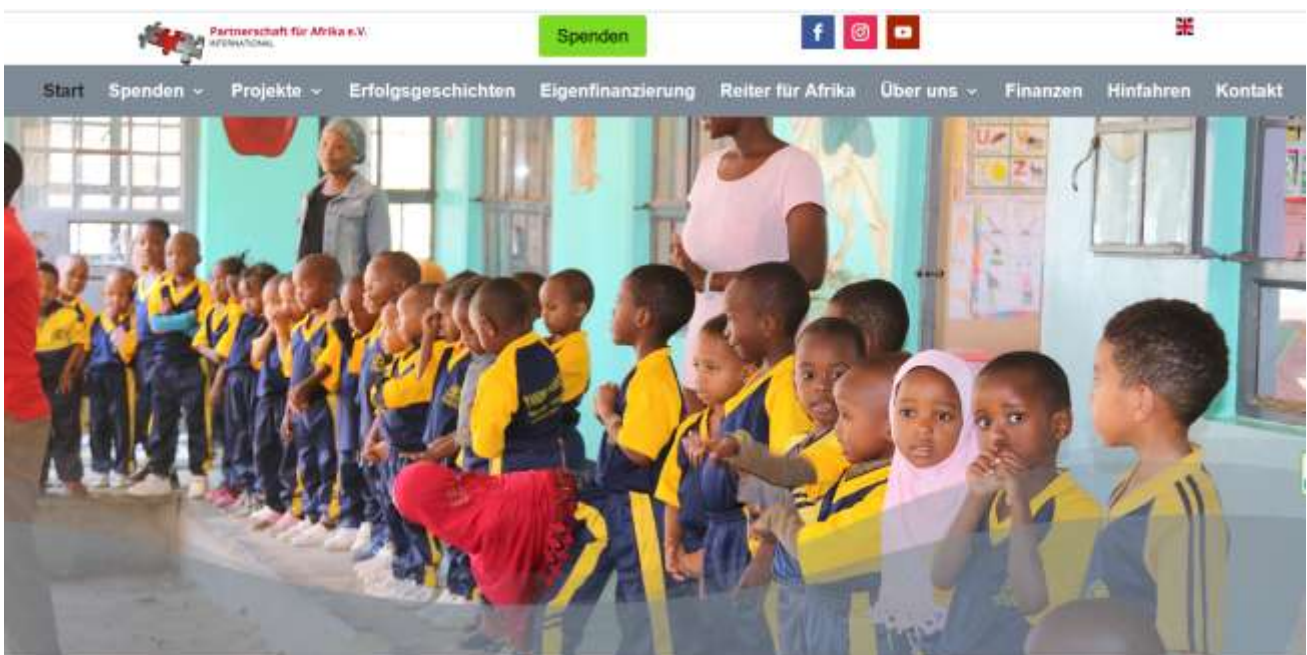 Partnerschaft für Afrika e.V.
INTERNATIONAL
Spenden
Start Spenden Projekte Erfolgsgeschichten Eigenfinanzierung Reiter für Afrika Über uns Finanzen Hinfahren Kontakt
U
N Z